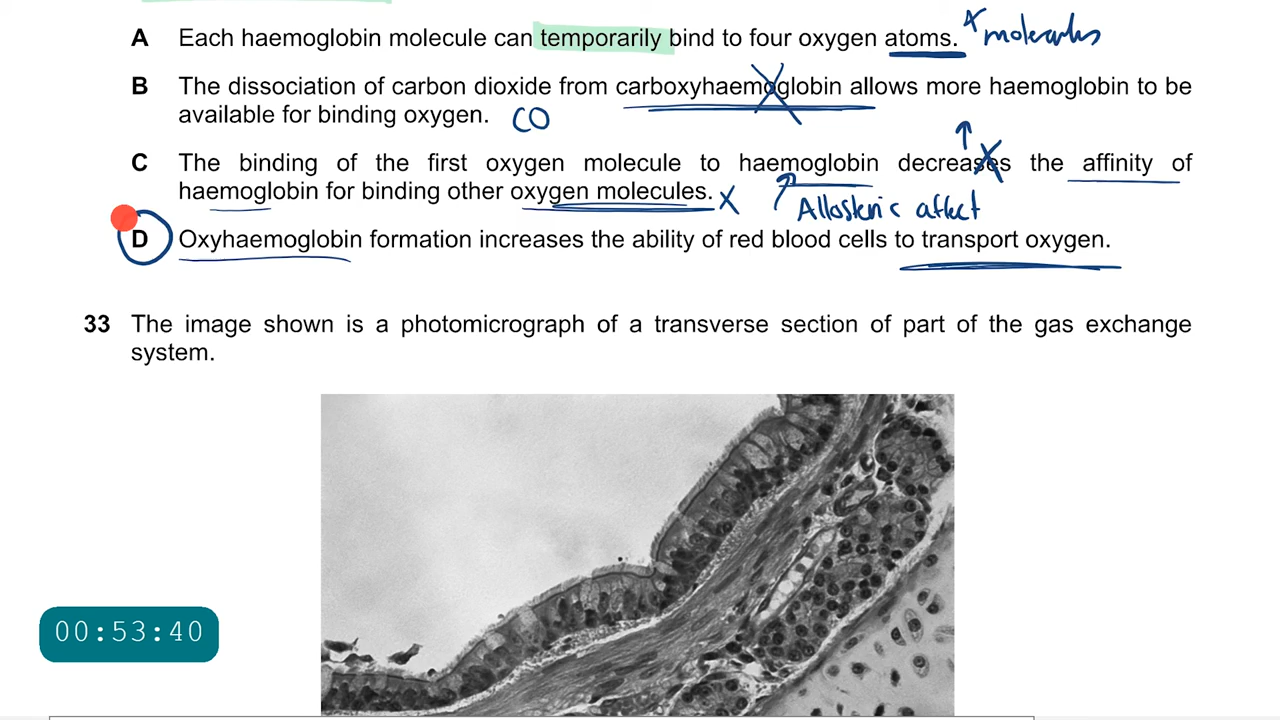 A Each haemoglobin molecule can temporarily bind to four oxygen atoms. molecules
B The dissociation of carbon dioxide from carboxyhaemoglobin allows more haemoglobin to be
available for binding oxygen. CO
C The binding of the first oxygen molecule to haemoglobin decreases the affinity of
haemoglobin for binding other oxygen molecules. X Allosteric affect
D Oxyhaemoglobin formation increases the ability of red blood cells to transport oxygen.
33 The image shown is a photomicrograph of a transverse section of part of the gas exchange
system.
00:53:40